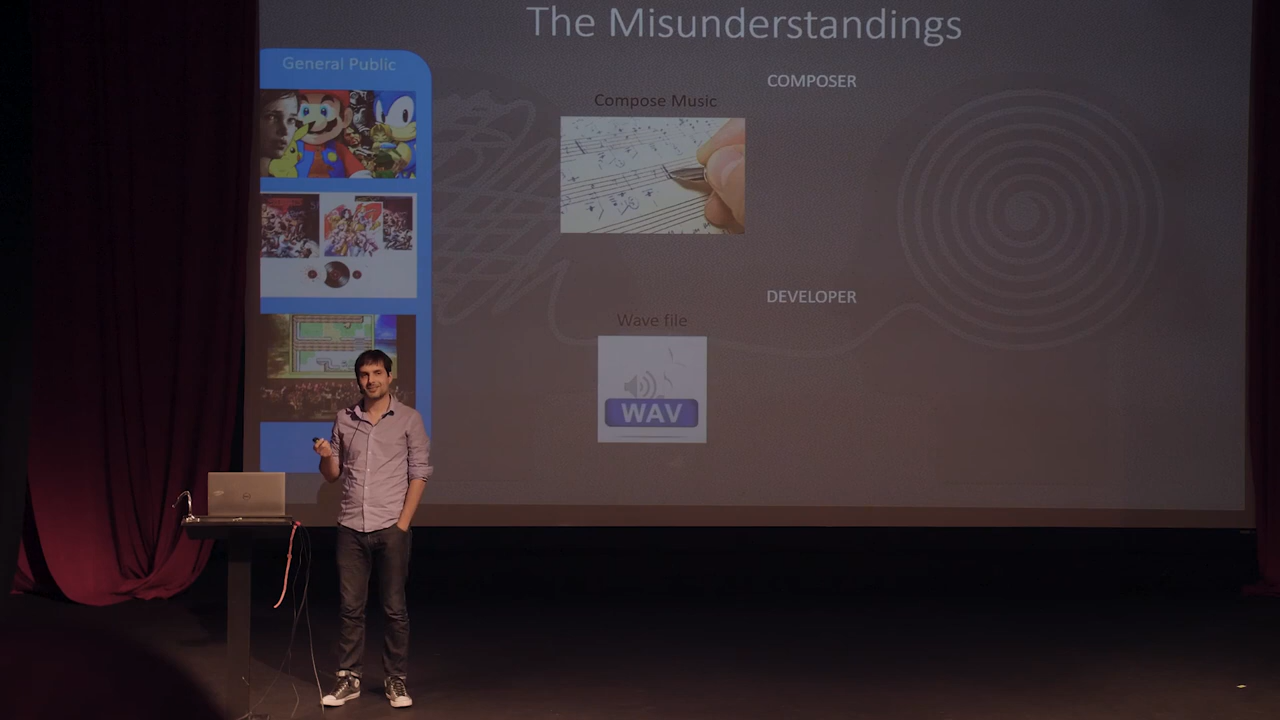 The Misunderstandings
General Public
COMPOSER
Compose Music
DEVELOPER
Wave file
WAV